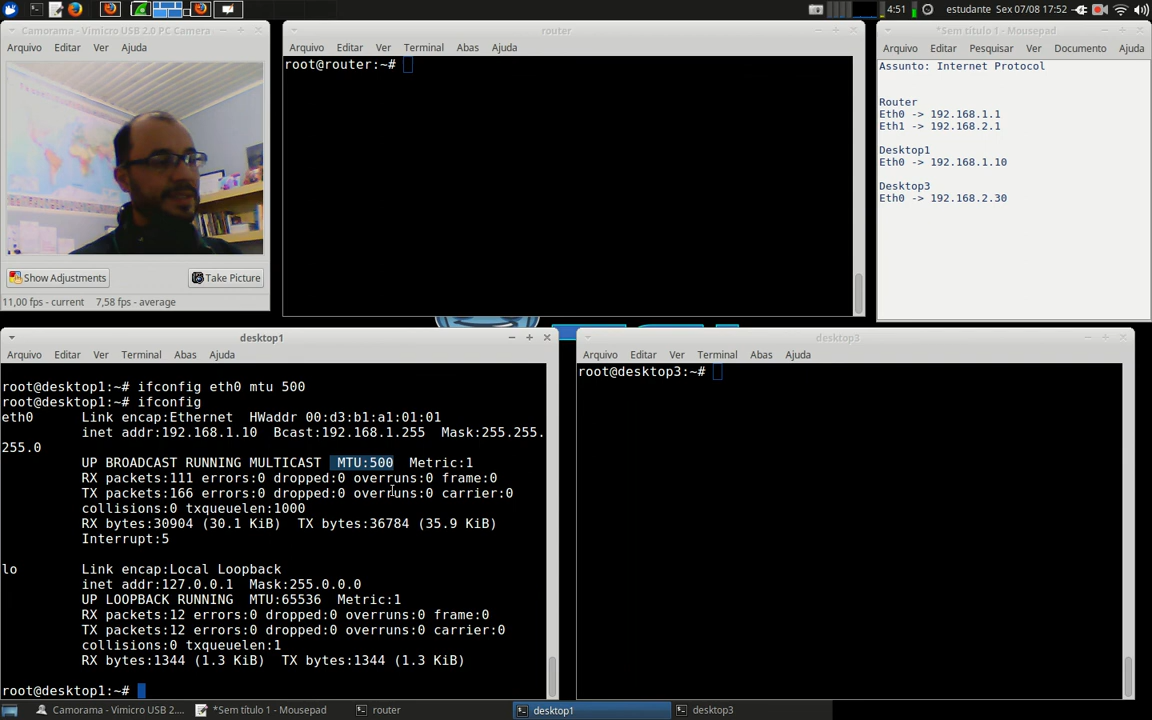 4:51 estudante Sex 07/08 17:52
Camorama - Vimicro USB 2.0 PC Camera
Arquivo Editar Ver Ajuda
Show Adjustments Take Picture
11,00 fps - current 7,58 fps - average
router
Arquivo Editar Ver Terminal Abas Ajuda
root@router:~#
*Sem título 1 - Mousepad
Arquivo Editar Pesquisar Ver Documento Ajuda
Assunto: Internet Protocol
Router
Eth0 -> 192.168.1.1
Eth1 -> 192.168.2.1
Desktop1
Eth0 -> 192.168.1.10
Desktop3
Eth0 -> 192.168.2.30
desktop1
Arquivo Editar Ver Terminal Abas Ajuda
root@desktop1:~# ifconfig eth0 mtu 500
root@desktop1:~# ifconfig
eth0 Link encap:Ethernet HWaddr 00:d3:b1:a1:01:01
inet addr:192.168.1.10 Bcast:192.168.1.255 Mask:255.255.
255.0
UP BROADCAST RUNNING MULTICAST MTU:500 Metric:1
RX packets:111 errors:0 dropped:0 overruns:0 frame:0
TX packets:166 errors:0 dropped:0 overruns:0 carrier:0
collisions:0 txqueuelen:1000
RX bytes:30904 (30.1 KiB) TX bytes:36784 (35.9 KiB)
Interrupt:5
lo Link encap:Local Loopback
inet addr:127.0.0.1 Mask:255.0.0.0
UP LOOPBACK RUNNING MTU:65536 Metric:1
RX packets:12 errors:0 dropped:0 overruns:0 frame:0
TX packets:12 errors:0 dropped:0 overruns:0 carrier:0
collisions:0 txqueuelen:1
RX bytes:1344 (1.3 KiB) TX bytes:1344 (1.3 KiB)
root@desktop1:~#
desktop3
Arquivo Editar Ver Terminal Abas Ajuda
root@desktop3:~#
Camorama - Vimicro USB 2.... *Sem título 1 - Mousepad router desktop1 desktop3